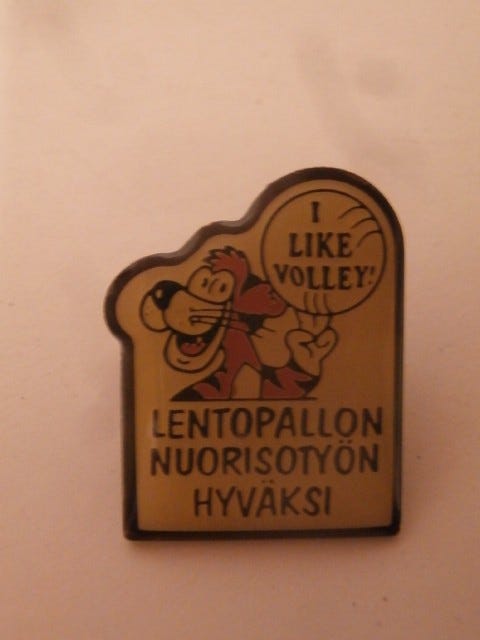 I
LIKE
VOLLEY!
LENTOPALLON
NUORISOTYÖN
HYVÄKSI